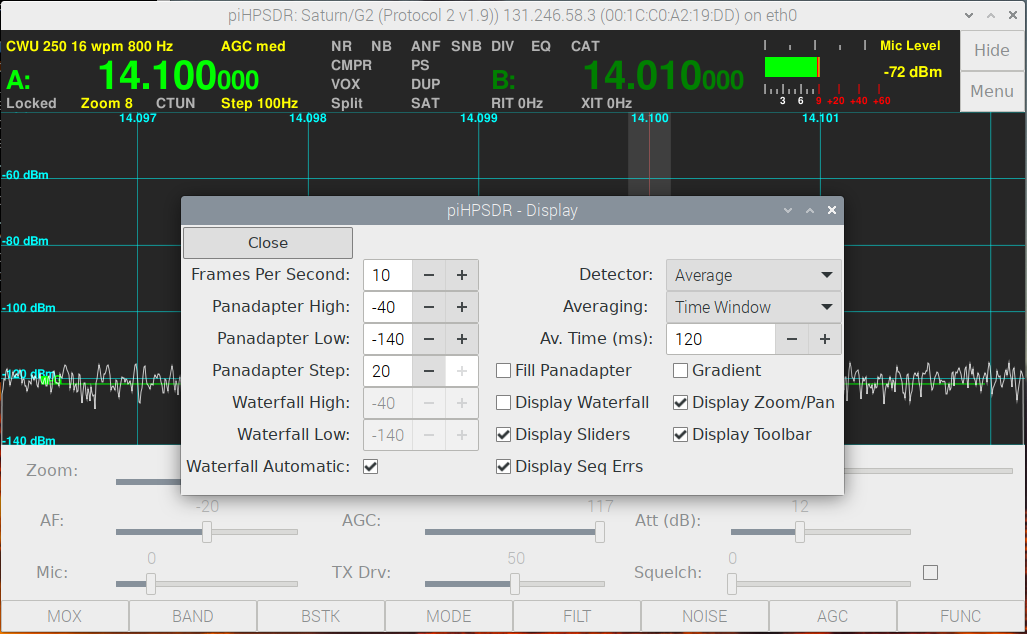 piHPSDR: Saturn/G2 (Protocol 2 v1.9)) 131.246.58.3 (00:1C:C0:A2:19:DD) on eth0
CWU 250 16 wpm 800 Hz AGC med NR NB ANF SNB DIV EQ CAT Mic Level Hide
CMPR PS
A: 14.100000 VOX DUP B: 14.010000 -72 dBm
Locked Zoom 8 CTUN Step 100Hz Split SAT RIT 0Hz XIT 0Hz 3 6 9 +20 +40 +60 Menu
14.097 14.098 14.099 14.100 14.101
-60 dBm
piHPSDR - Display
-80 dBm
Close
Frames Per Second: 10 − + Detector: Average
-100 dBm
Panadapter High: -40 − + Averaging: Time Window
Panadapter Low: -140 − + Av. Time (ms): 120 − +
-120 dBm
Panadapter Step: 20 − + Fill Panadapter Gradient
Waterfall High: -40 − + Display Waterfall Display Zoom/Pan
-140 dBm
Waterfall Low: -140 − + Display Sliders Display Toolbar
Waterfall Automatic: Display Seq Errs
Zoom:
-20 117 12
AF: AGC: Att (dB):
0 50 0
Mic: TX Drv: Squelch:
MOX BAND BSTK MODE FILT NOISE AGC FUNC